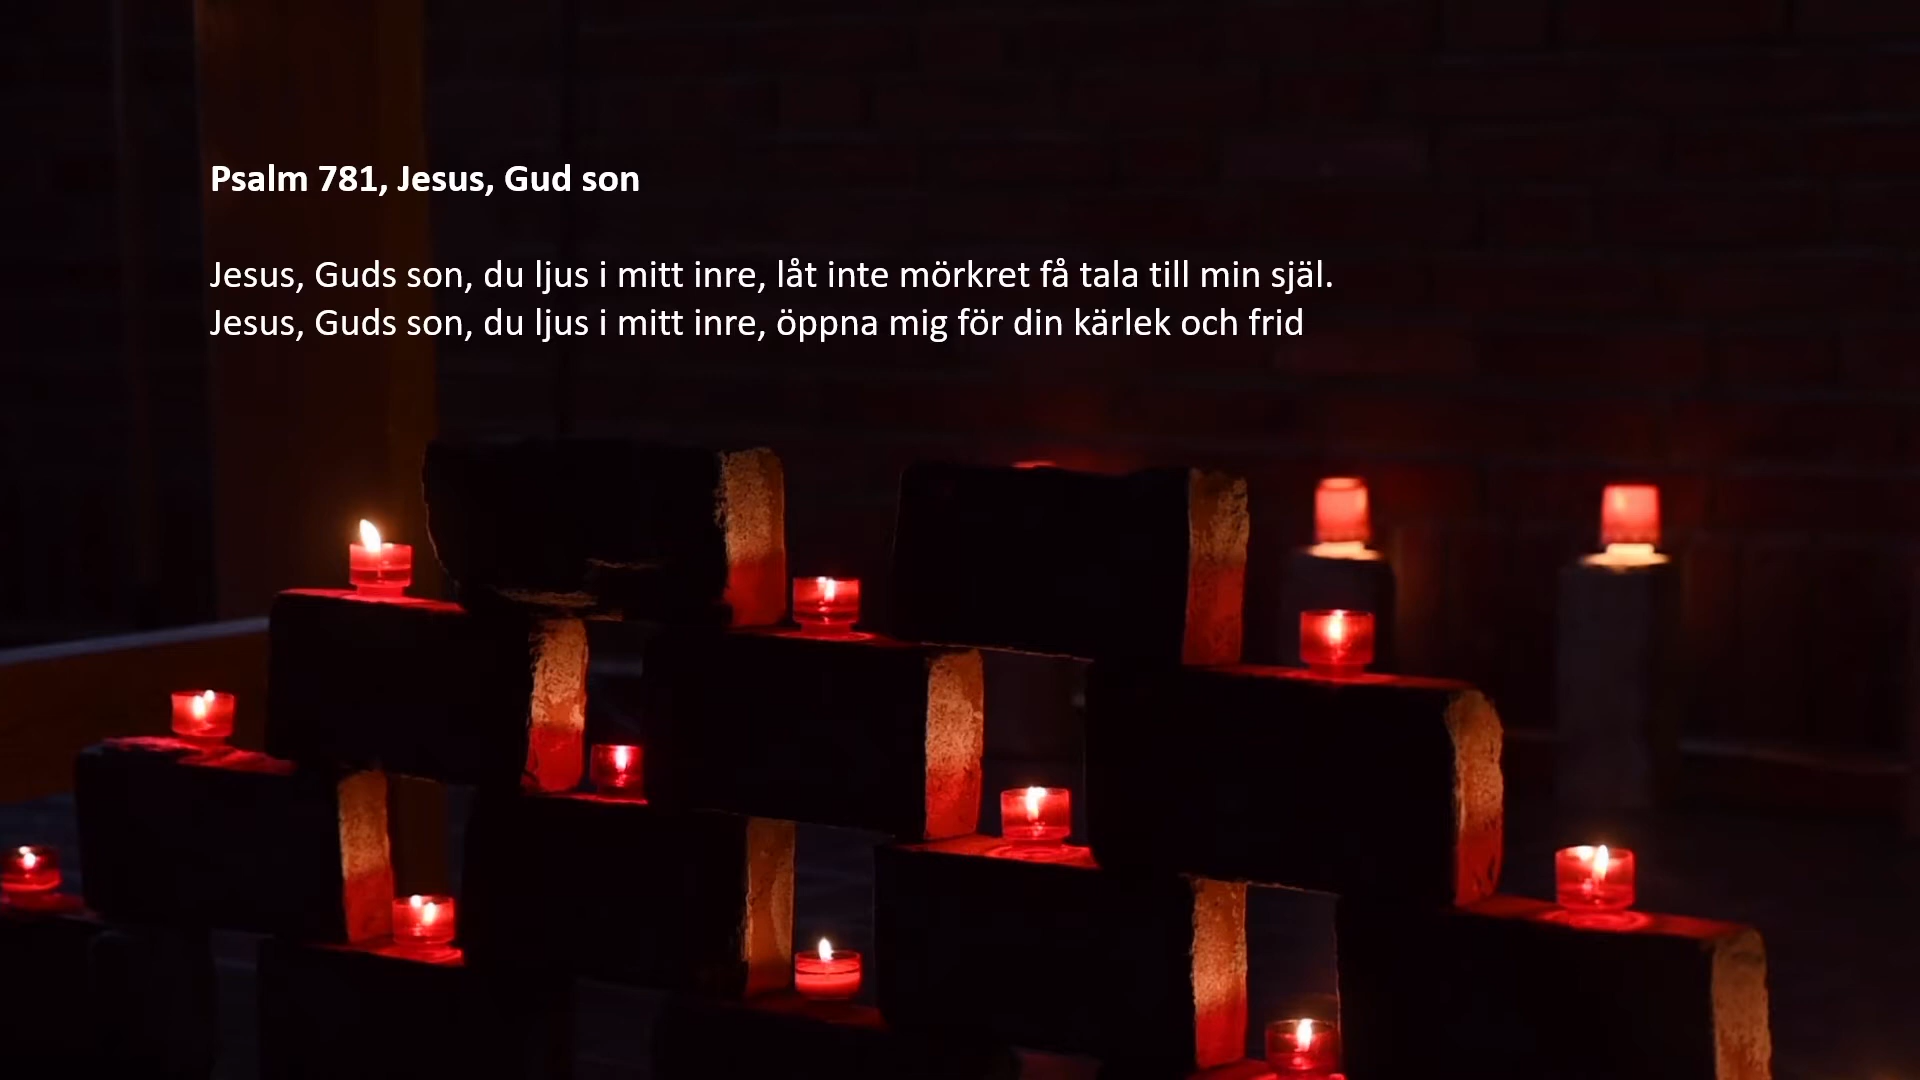 Psalm 781, Jesus, Gud son
Jesus, Guds son, du ljus i mitt inre, låt inte mörkret få tala till min själ.
Jesus, Guds son, du ljus i mitt inre, öppna mig för din kärlek och frid